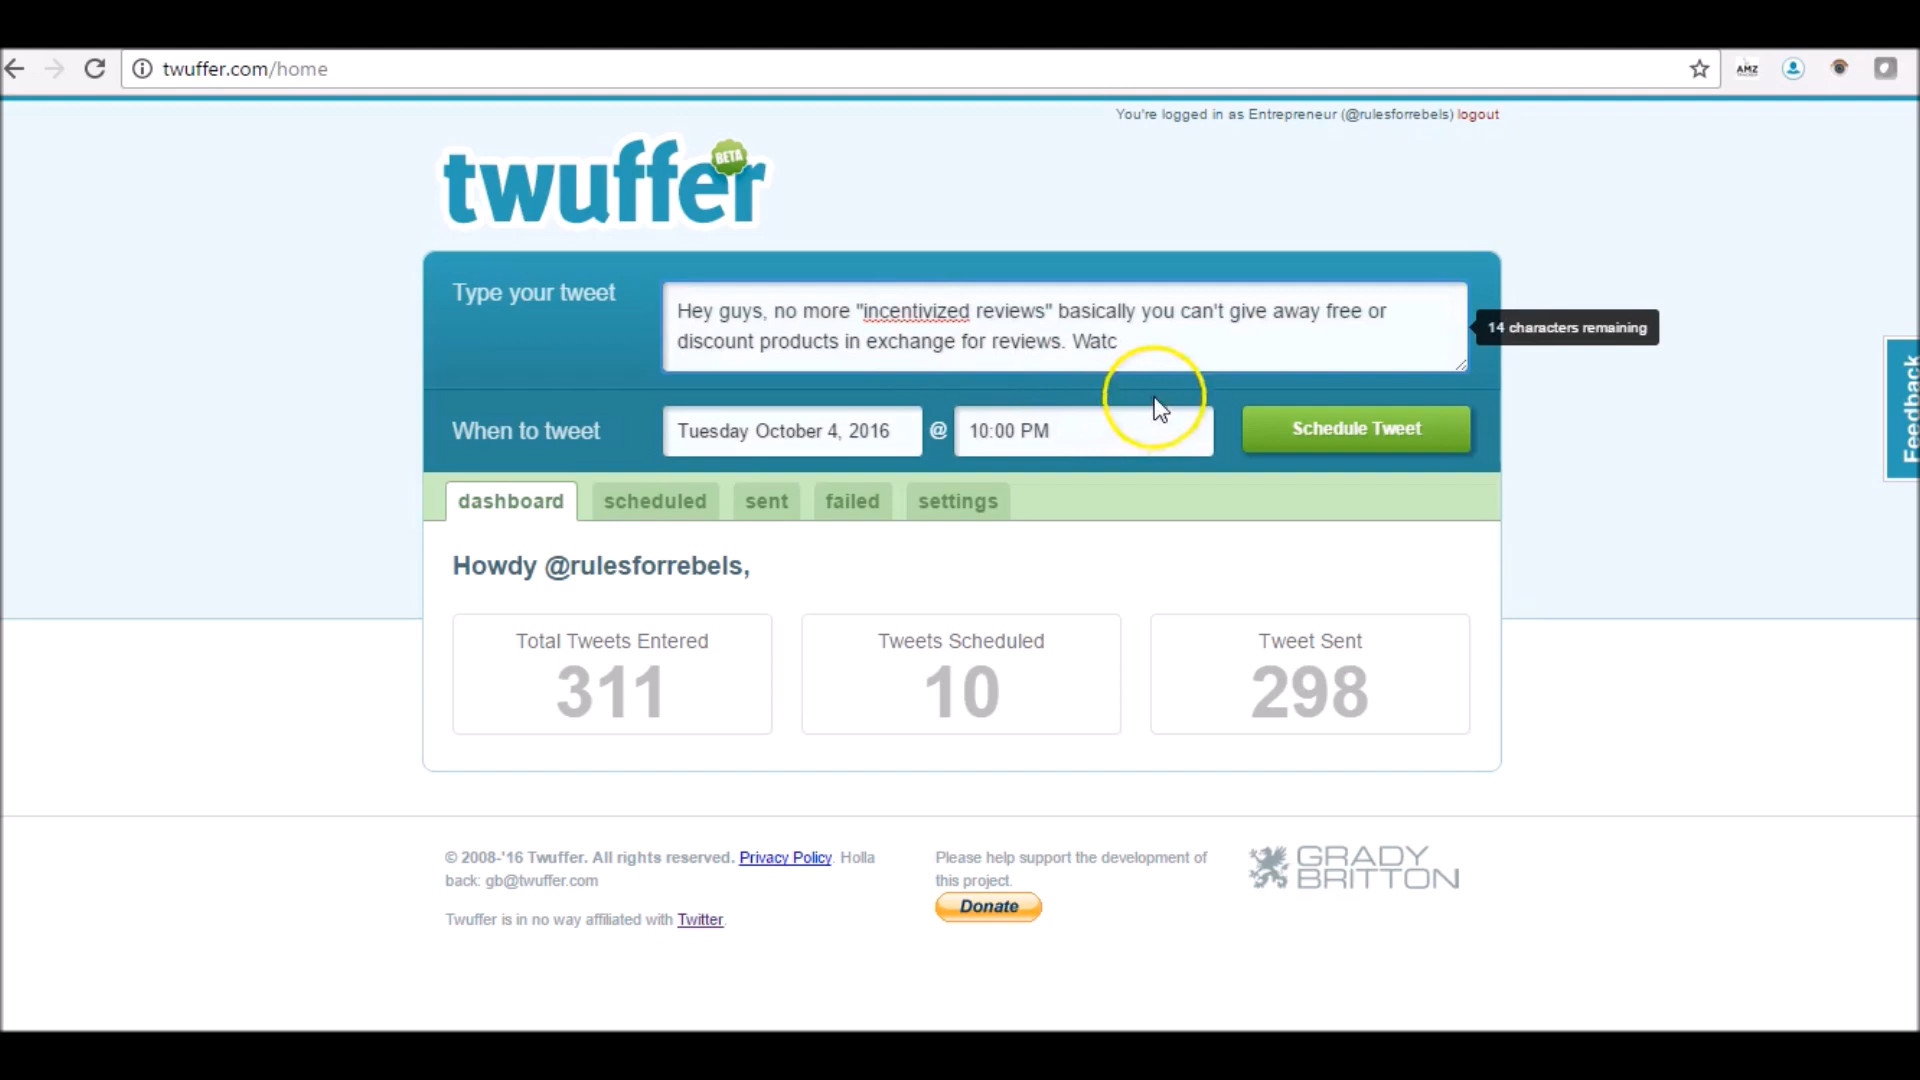 twuffer.com/home
AMZ
You're logged in as Entrepreneur (@rulesforrebels) logout
twuffer
BETA
Type your tweet
Hey guys, no more "incentivized reviews" basically you can't give away free or
discount products in exchange for reviews. Watc
14 characters remaining
Feedback
When to tweet
Tuesday October 4, 2016 @ 10:00 PM
Schedule Tweet
dashboard scheduled sent failed settings
Howdy @rulesforrebels,
Total Tweets Entered
311
Tweets Scheduled
10
Tweet Sent
298
© 2008-'16 Twuffer. All rights reserved. Privacy Policy. Holla
back: gb@twuffer.com
Twuffer is in no way affiliated with Twitter.
Please help support the development of
this project.
Donate
GRADY
BRITTON